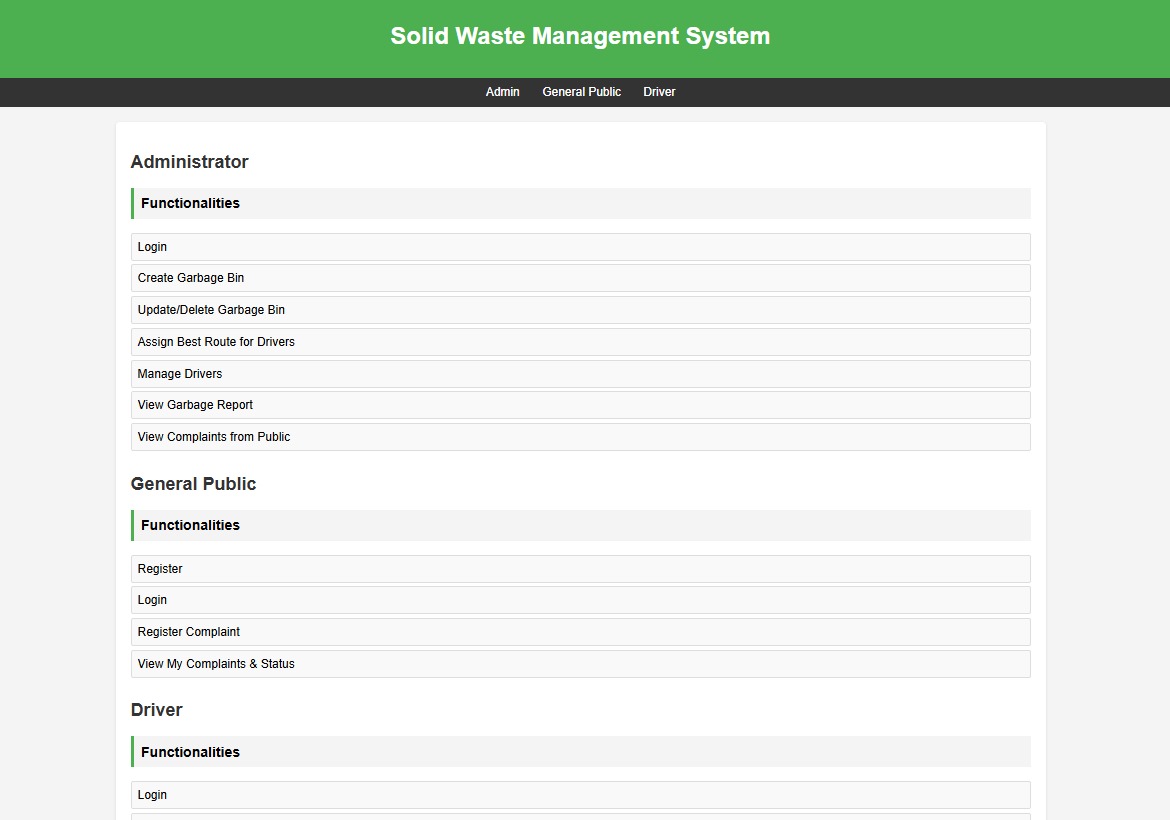 Solid Waste Management System
Admin General Public Driver
Administrator
Functionalities
Login
Create Garbage Bin
Update/Delete Garbage Bin
Assign Best Route for Drivers
Manage Drivers
View Garbage Report
View Complaints from Public
General Public
Functionalities
Register
Login
Register Complaint
View My Complaints & Status
Driver
Functionalities
Login